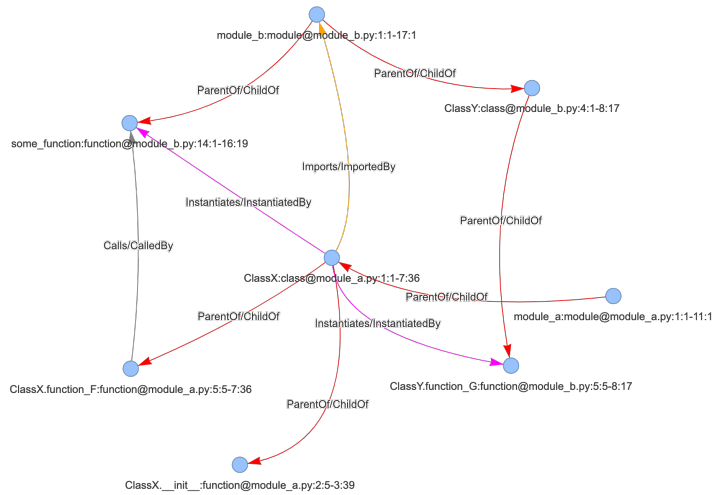 module_b:module@module_b.py:1:1-17:1
ParentOf/ChildOf
ParentOf/ChildOf
ClassY:class@module_b.py:4:1-8:17
some_function:function@module_b.py:14:1-16:19
Imports/ImportedBy
Instantiates/InstantiatedBy
ParentOf/ChildOf
Calls/CalledBy
ClassX:class@module_a.py:1:1-7:36
ParentOf/ChildOf
module_a:module@module_a.py:1:1-11:1
ParentOf/ChildOf
Instantiates/InstantiatedBy
ClassX.function_F:function@module_a.py:5:5-7:36
ClassY.function_G:function@module_b.py:5:5-8:17
ParentOf/ChildOf
ClassX.__init__:function@module_a.py:2:5-3:39